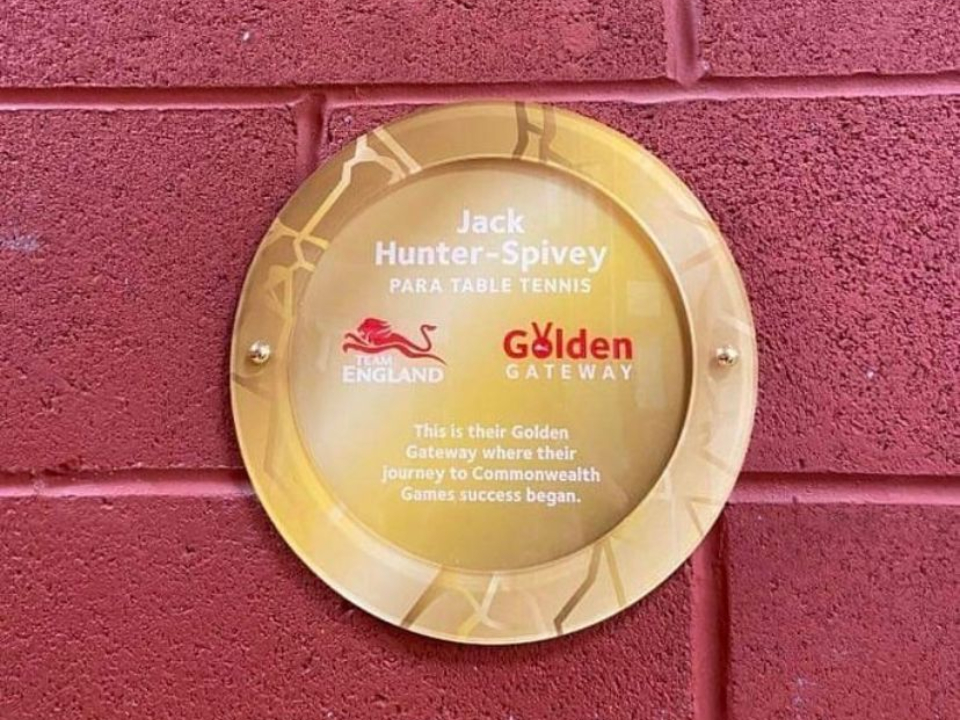 Jack
Hunter-Spivey
PARA TABLE TENNIS
TEAM
ENGLAND
Golden
GATEWAY
This is their Golden
Gateway where their
journey to Commonwealth
Games success began.